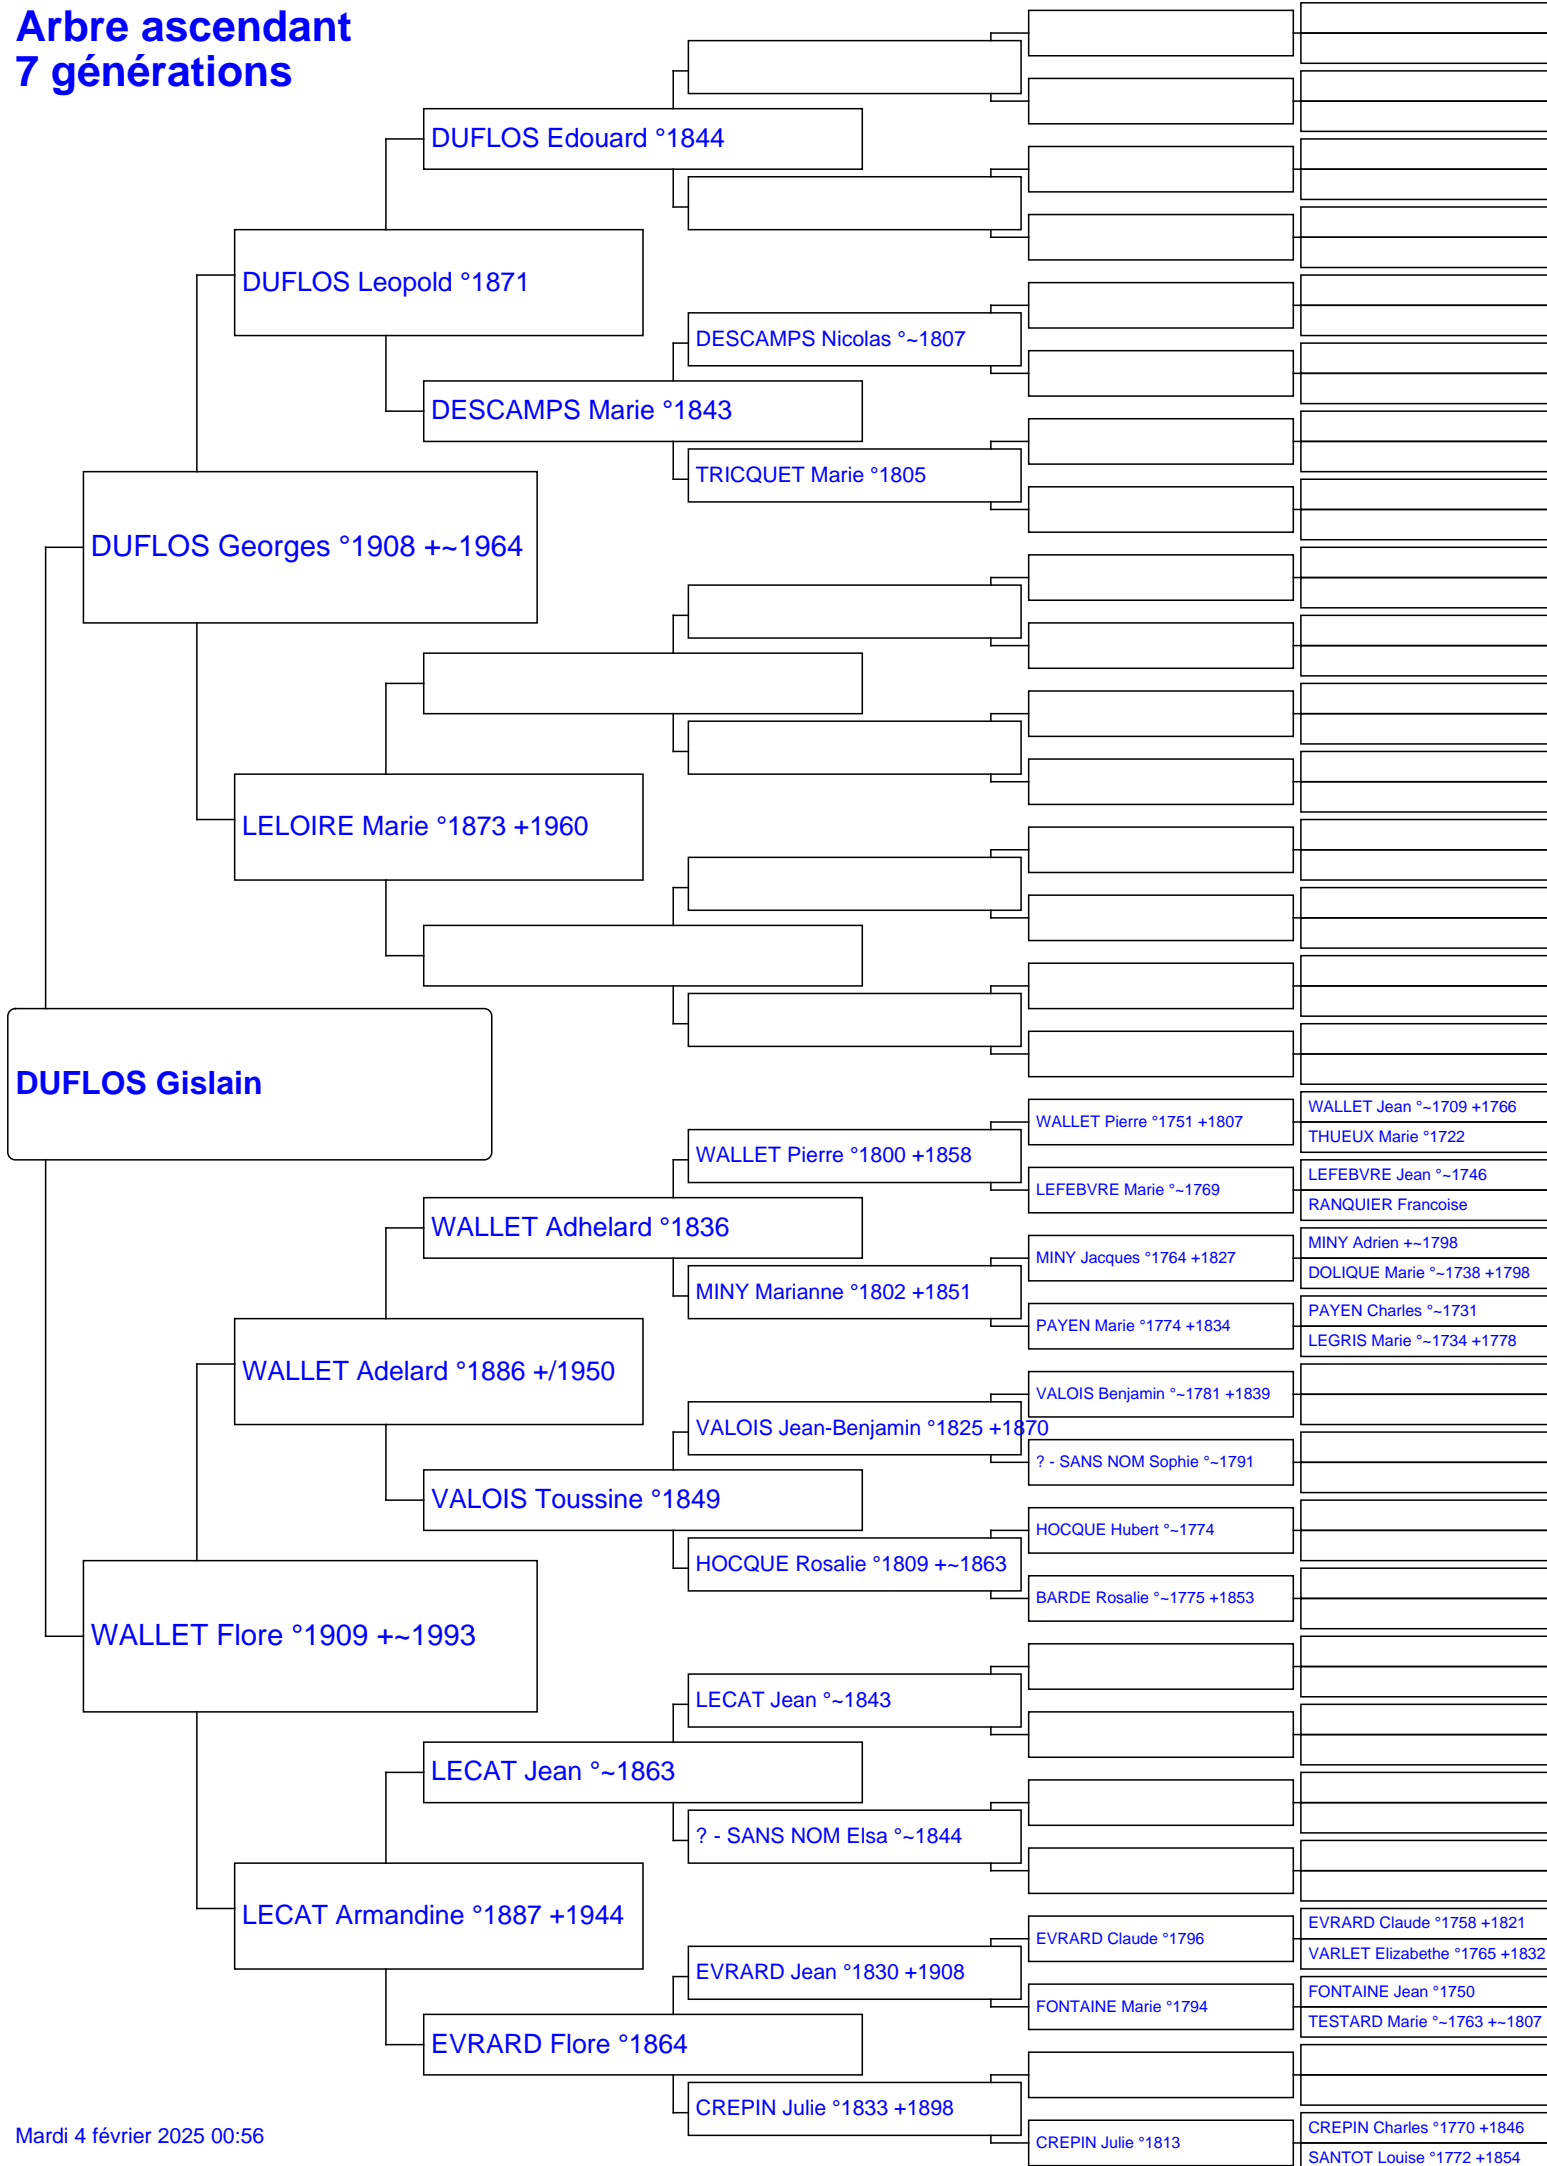 Arbre ascendant
7 générations
DUFLOS Edouard °1844
DUFLOS Leopold °1871
DESCAMPS Nicolas °~1807
DESCAMPS Marie °1843
TRICQUET Marie °1805
DUFLOS Georges °1908 +~1964
LELOIRE Marie °1873 +1960
DUFLOS Gislain
WALLET Jean °~1709 +1766
WALLET Pierre °1751 +1807
THUEUX Marie °1722
WALLET Pierre °1800 +1858
LEFEBVRE Jean °~1746
LEFEBVRE Marie °~1769
RANQUIER Francoise
WALLET Adhelard °1836
MINY Adrien +~1798
MINY Jacques °1764 +1827
DOLIQUE Marie °~1738 +1798
MINY Marianne °1802 +1851
PAYEN Charles °~1731
PAYEN Marie °1774 +1834
LEGRIS Marie °~1734 +1778
WALLET Adelard °1886 +/1950
VALOIS Benjamin °~1781 +1839
VALOIS Jean-Benjamin °1825 +1870
? - SANS NOM Sophie °~1791
VALOIS Toussine °1849
HOCQUE Hubert °~1774
HOCQUE Rosalie °1809 +~1863
BARDE Rosalie °~1775 +1853
WALLET Flore °1909 +~1993
LECAT Jean °~1843
LECAT Jean °~1863
? - SANS NOM Elsa °~1844
LECAT Armandine °1887 +1944
EVRARD Claude °1758 +1821
EVRARD Claude °1796
VARLET Elizabethe °1765 +1832
EVRARD Jean °1830 +1908
FONTAINE Jean °1750
FONTAINE Marie °1794
TESTARD Marie °~1763 +~1807
EVRARD Flore °1864
CREPIN Julie °1833 +1898
CREPIN Charles °1770 +1846
CREPIN Julie °1813
SANTOT Louise °1772 +1854
Mardi 4 février 2025 00:56